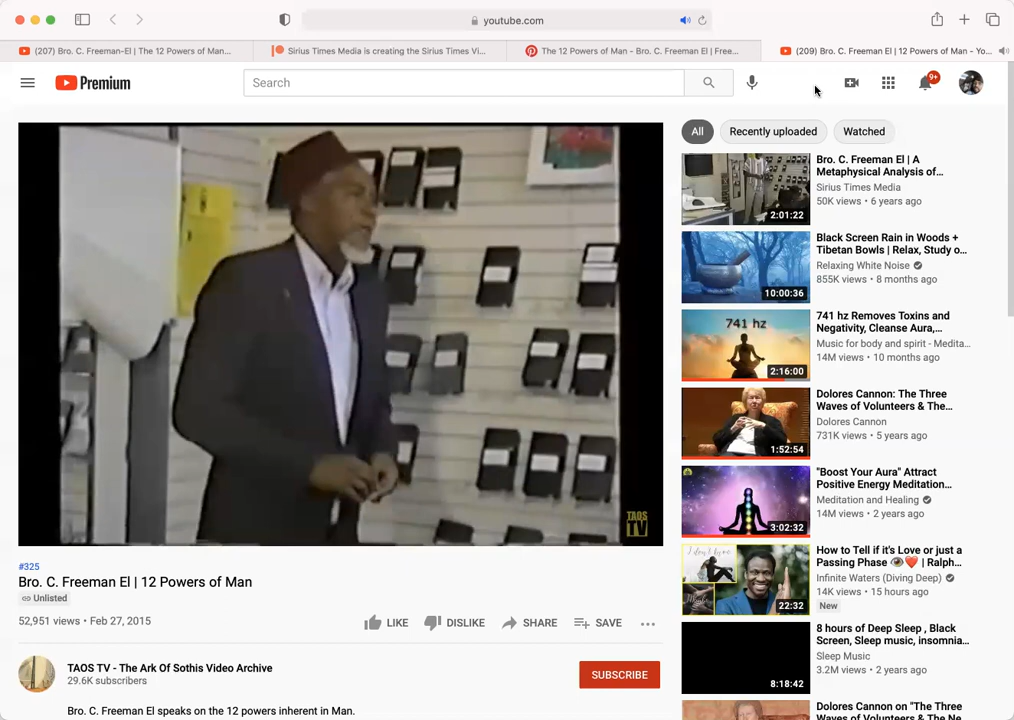 youtube.com
(207) Bro. C. Freeman-El | The 12 Powers of Man...
Sirius Times Media is creating the Sirius Times Vi...
The 12 Powers of Man - Bro. C. Freeman El | Free...
(209) Bro. C. Freeman El | 12 Powers of Man - Yo...
Premium
Search
9+
All
Recently uploaded
Watched
TAOS
TV
#325
Bro. C. Freeman El | 12 Powers of Man
Unlisted
52,951 views • Feb 27, 2015
LIKE
DISLIKE
SHARE
SAVE
TAOS TV - The Ark Of Sothis Video Archive
29.6K subscribers
SUBSCRIBE
Bro. C. Freeman El speaks on the 12 powers inherent in Man.
2:01:22
Bro. C. Freeman El | A
Metaphysical Analysis of...
Sirius Times Media
50K views • 6 years ago
10:00:36
Black Screen Rain in Woods +
Tibetan Bowls | Relax, Study o...
Relaxing White Noise
855K views • 8 months ago
741 hz
2:16:00
741 hz Removes Toxins and
Negativity, Cleanse Aura,...
Music for body and spirit - Medita...
14M views • 10 months ago
1:52:54
Dolores Cannon: The Three
Waves of Volunteers & The...
Dolores Cannon
731K views • 5 years ago
3:02:32
"Boost Your Aura" Attract
Positive Energy Meditation...
Meditation and Healing
14M views • 2 years ago
22:32
How to Tell if it's Love or just a
Passing Phase 👁️❤️ | Ralph...
Infinite Waters (Diving Deep)
14K views • 15 hours ago
New
8:18:42
8 hours of Deep Sleep , Black
Screen, Sleep music, insomnia...
Sleep Music
3.2M views • 2 years ago
Dolores Cannon on "The Three
Waves of Volunteers & The Ne